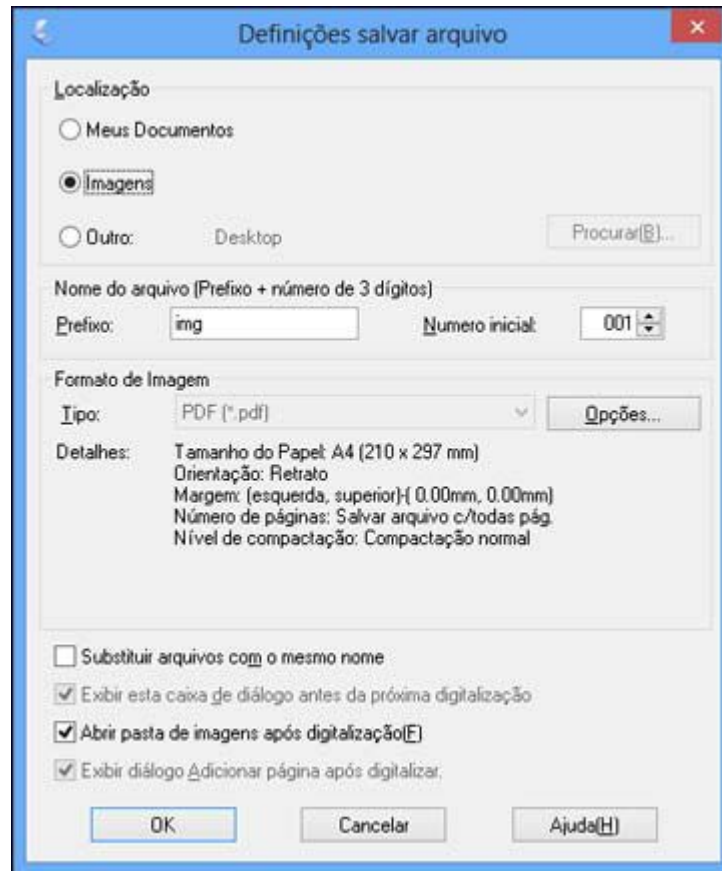 Definições salvar arquivo
Localização
Meus Documentos
Imagens
Outro: Desktop Procurar(B)...
Nome do arquivo (Prefixo + número de 3 dígitos)
Prefixo: img Numero inicial: 001
Formato de Imagem
Tipo: PDF (*.pdf) Opções...
Detalhes: Tamanho do Papel: A4 (210 x 297 mm)
Orientação: Retrato
Margem: (esquerda, superior)-( 0.00mm, 0.00mm)
Número de páginas: Salvar arquivo c/todas pág.
Nível de compactação: Compactação normal
Substituir arquivos com o mesmo nome
Exibir esta caixa de diálogo antes da próxima digitalização
Abrir pasta de imagens após digitalização(F)
Exibir diálogo Adicionar página após digitalizar.
OK Cancelar Ajuda(H)